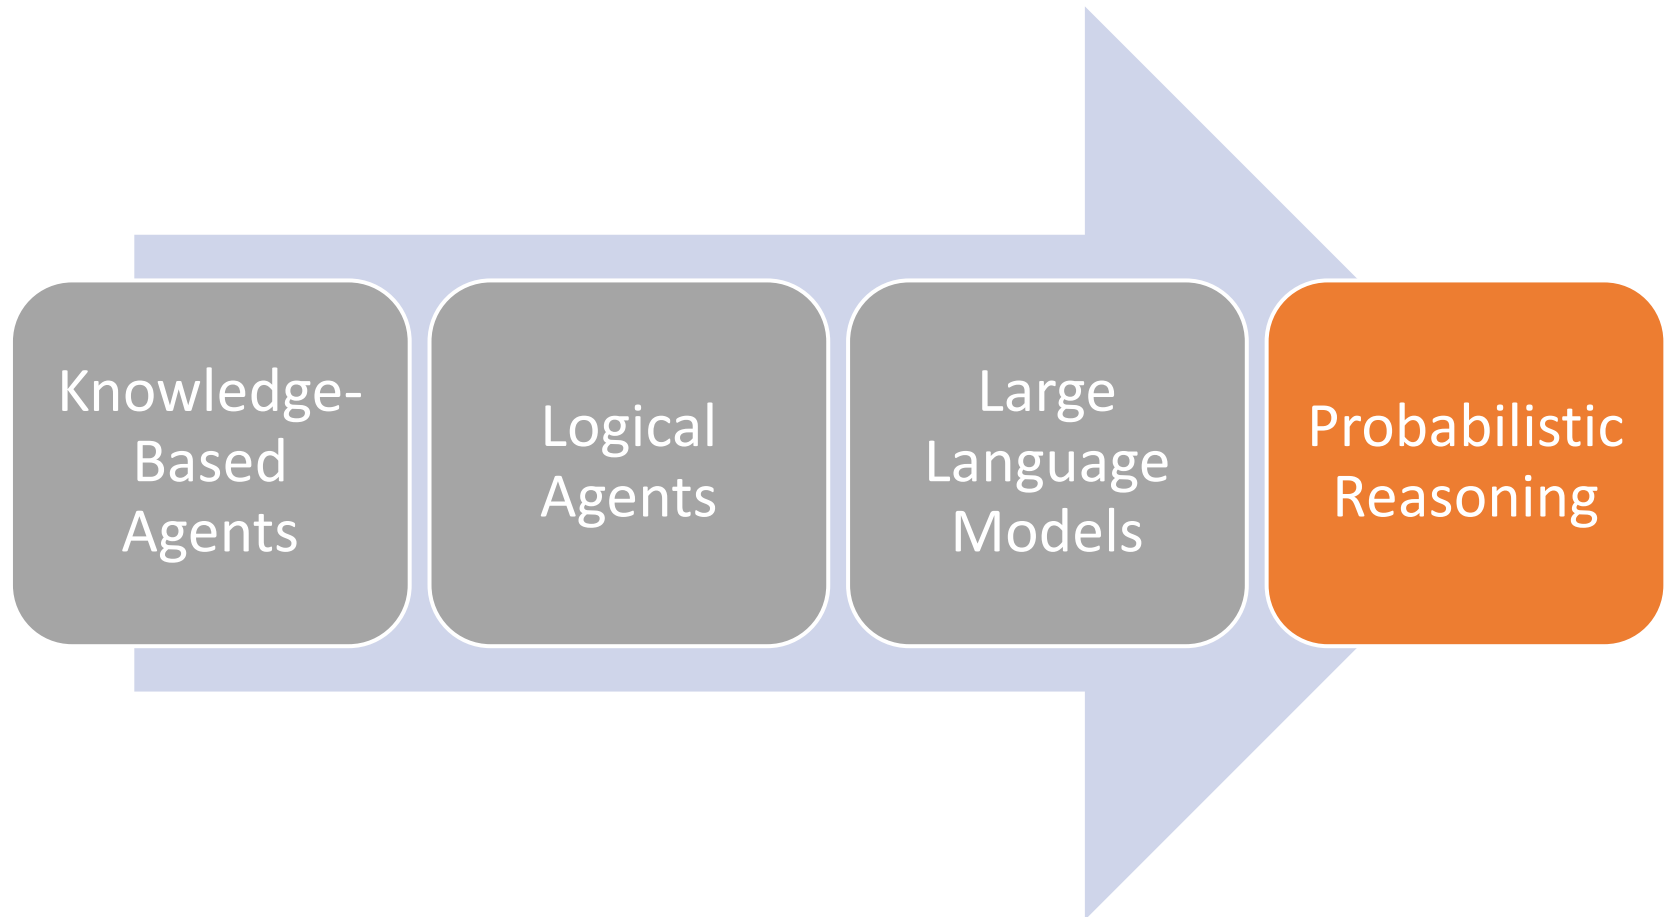 Knowledge-
Based
Agents
Logical
Agents
Large
Language
Models
Probabilistic
Reasoning